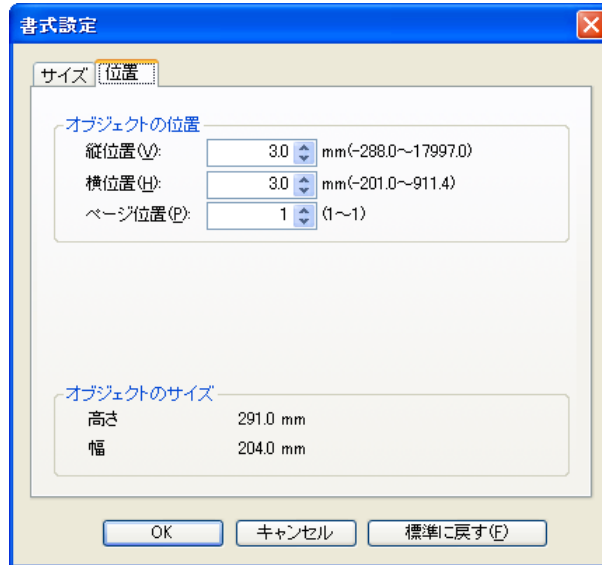 書式設定
サイズ 位置
オブジェクトの位置
縦位置(V): 3.0 mm(-288.0～17997.0)
横位置(H): 3.0 mm(-201.0～911.4)
ページ位置(P): 1 (1～1)
オブジェクトのサイズ
高さ 291.0 mm
幅 204.0 mm
OK キャンセル 標準に戻す(F)